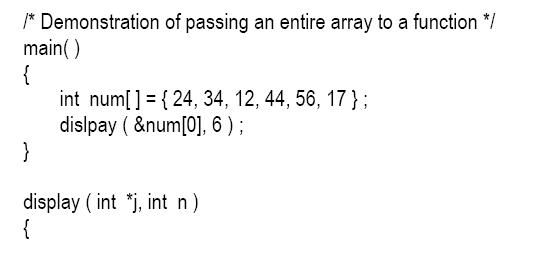 /* Demonstration of passing an entire array to a function */
main( )
{
int num[ ] = { 24, 34, 12, 44, 56, 17 } ;
dislpay ( &num[0], 6 ) ;
}
display ( int *j, int n )
{